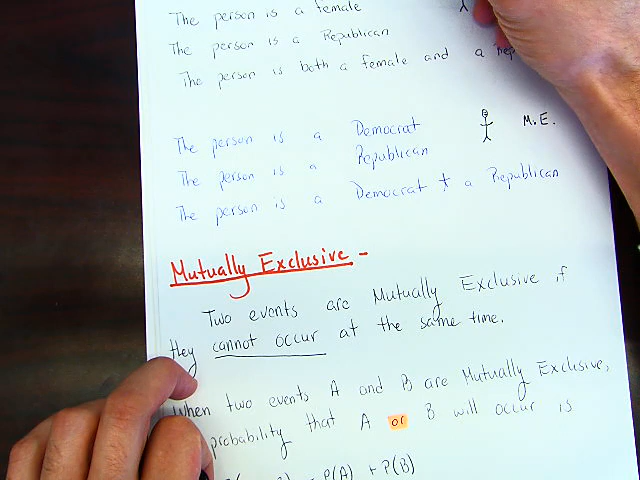 The person is a female
The person is a Republican
The person is both a female and a
The person is a Democrat
M.E.
The person is a Republican
The person is a Democrat + a Republican
Mutually Exclusive -
Two events are Mutually Exclusive if
they cannot occur at the same time.
When two events A and B are Mutually Exclusive,
probability that A or B will occur is
P(A) + P(B)